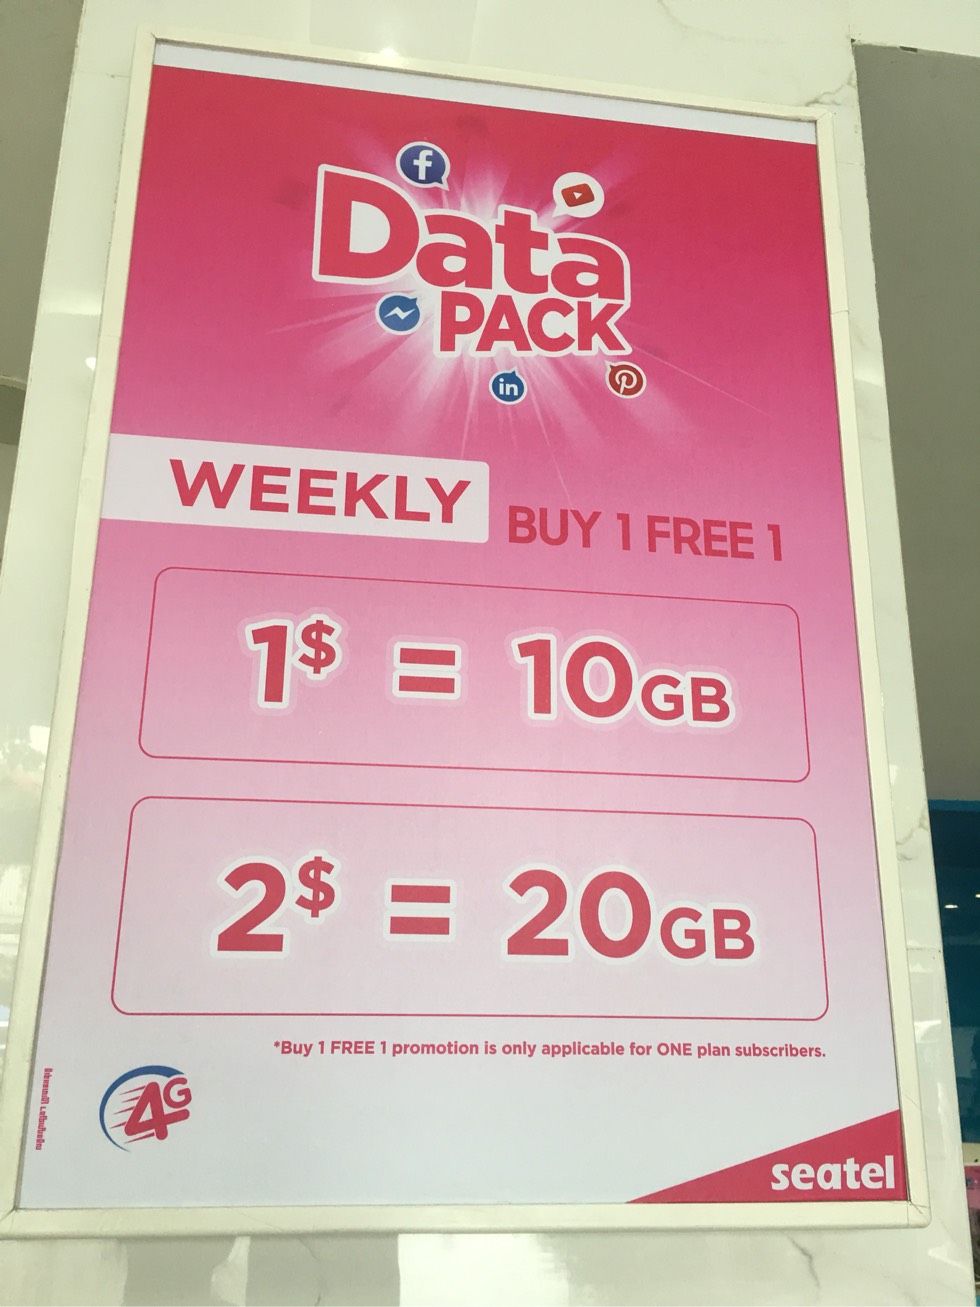 Data
PACK
in
WEEKLY
BUY 1 FREE 1
1$ = 10GB
2$ = 20GB
*Buy 1 FREE 1 promotion is only applicable for ONE plan subscribers.
4G
seatel